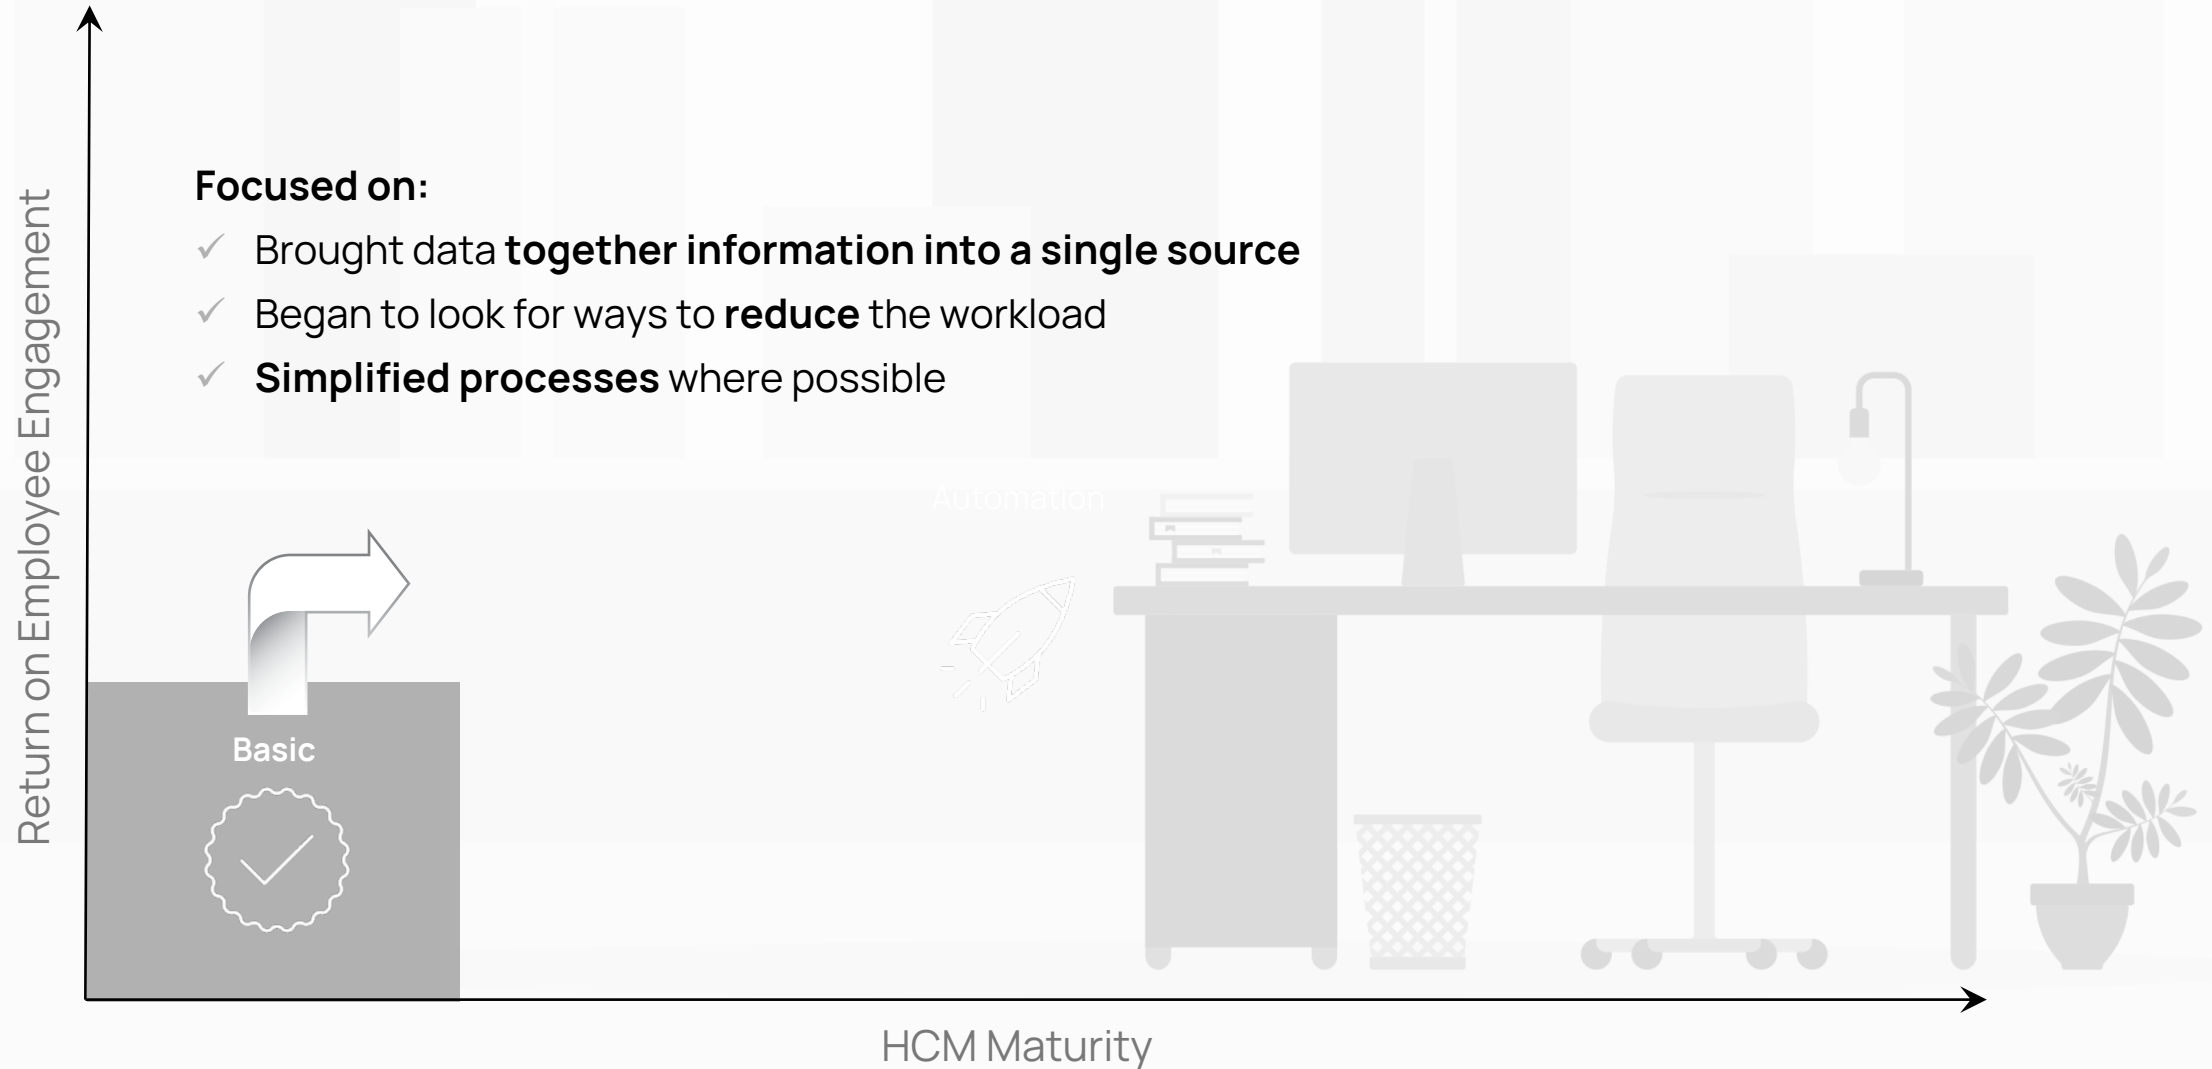 Return on Employee Engagement
Focused on:
✓ Brought data together information into a single source
✓ Began to look for ways to reduce the workload
✓ Simplified processes where possible
Automation
Basic
HCM Maturity